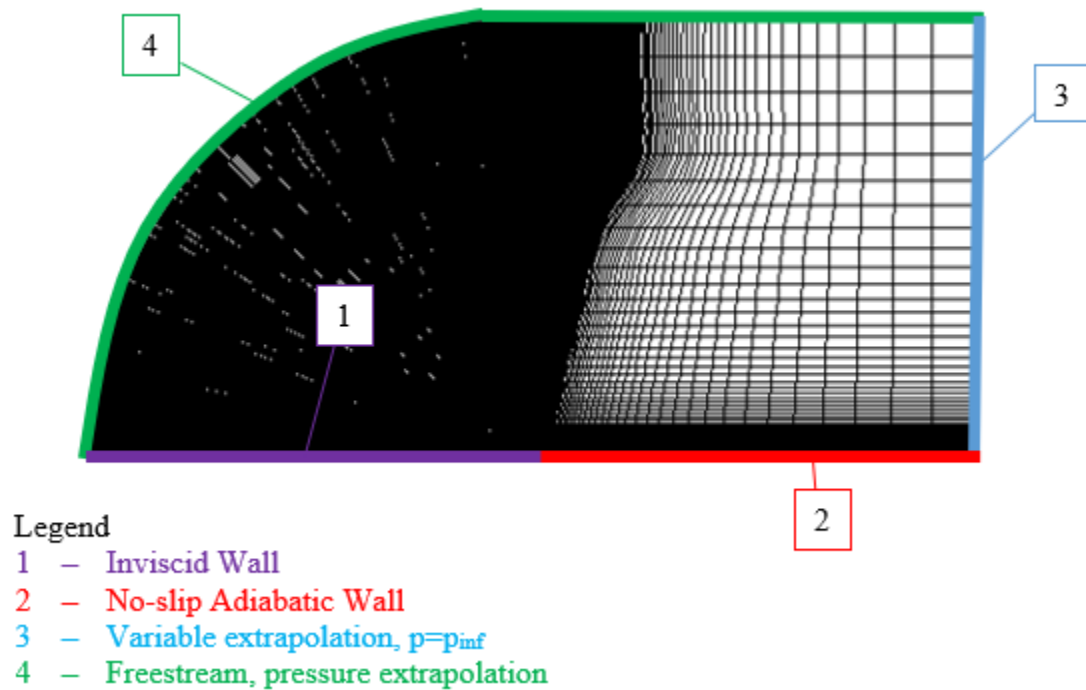 4
3
1
2
Legend
1 – Inviscid Wall
2 – No-slip Adiabatic Wall
3 – Variable extrapolation, p=pinf
4 – Freestream, pressure extrapolation